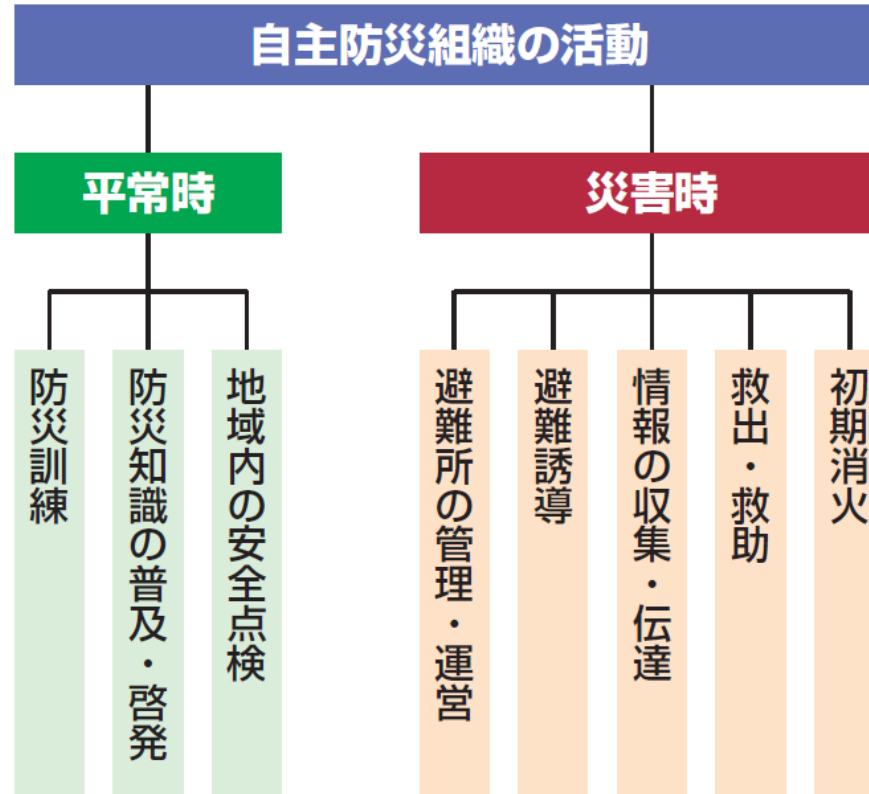 自主防災組織の活動
平常時
災害時
防災訓練
防災知識の普及・啓発
地域内の安全点検
避難所の管理・運営
避難誘導
情報の収集・伝達
救出・救助
初期消火